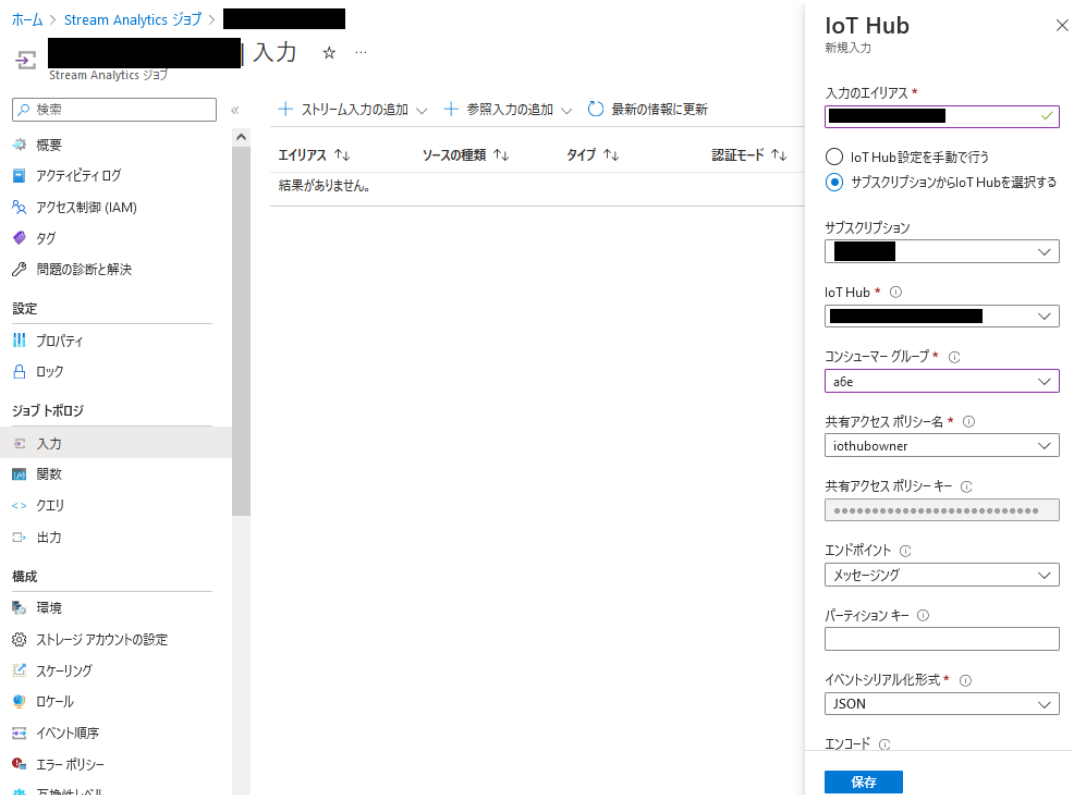 ホーム > Stream Analytics ジョブ >
| 入力 ☆ …
Stream Analytics ジョブ
検索 «
概要
アクティビティ ログ
アクセス制御 (IAM)
タグ
問題の診断と解決
設定
プロパティ
ロック
ジョブ トポロジ
入力
関数
クエリ
出力
構成
環境
ストレージ アカウントの設定
スケーリング
ロケール
イベント順序
エラー ポリシー
互換性レベル
+ ストリーム入力の追加 + 参照入力の追加 最新の情報に更新
エイリアス ↑↓ ソースの種類 ↑↓ タイプ ↑↓ 認証モード ↑↓
結果がありません。
IoT Hub
新規入力
入力のエイリアス *
IoT Hub設定を手動で行う
サブスクリプションからIoT Hubを選択する
サブスクリプション
IoT Hub *
コンシューマー グループ *
a6e
共有アクセス ポリシー名 *
iothubowner
共有アクセス ポリシー キー
●●●●●●●●●●●●●●●●●●●●●●●●●●●
エンドポイント
メッセージング
パーティション キー
イベントシリアル化形式 *
JSON
エンコード
保存